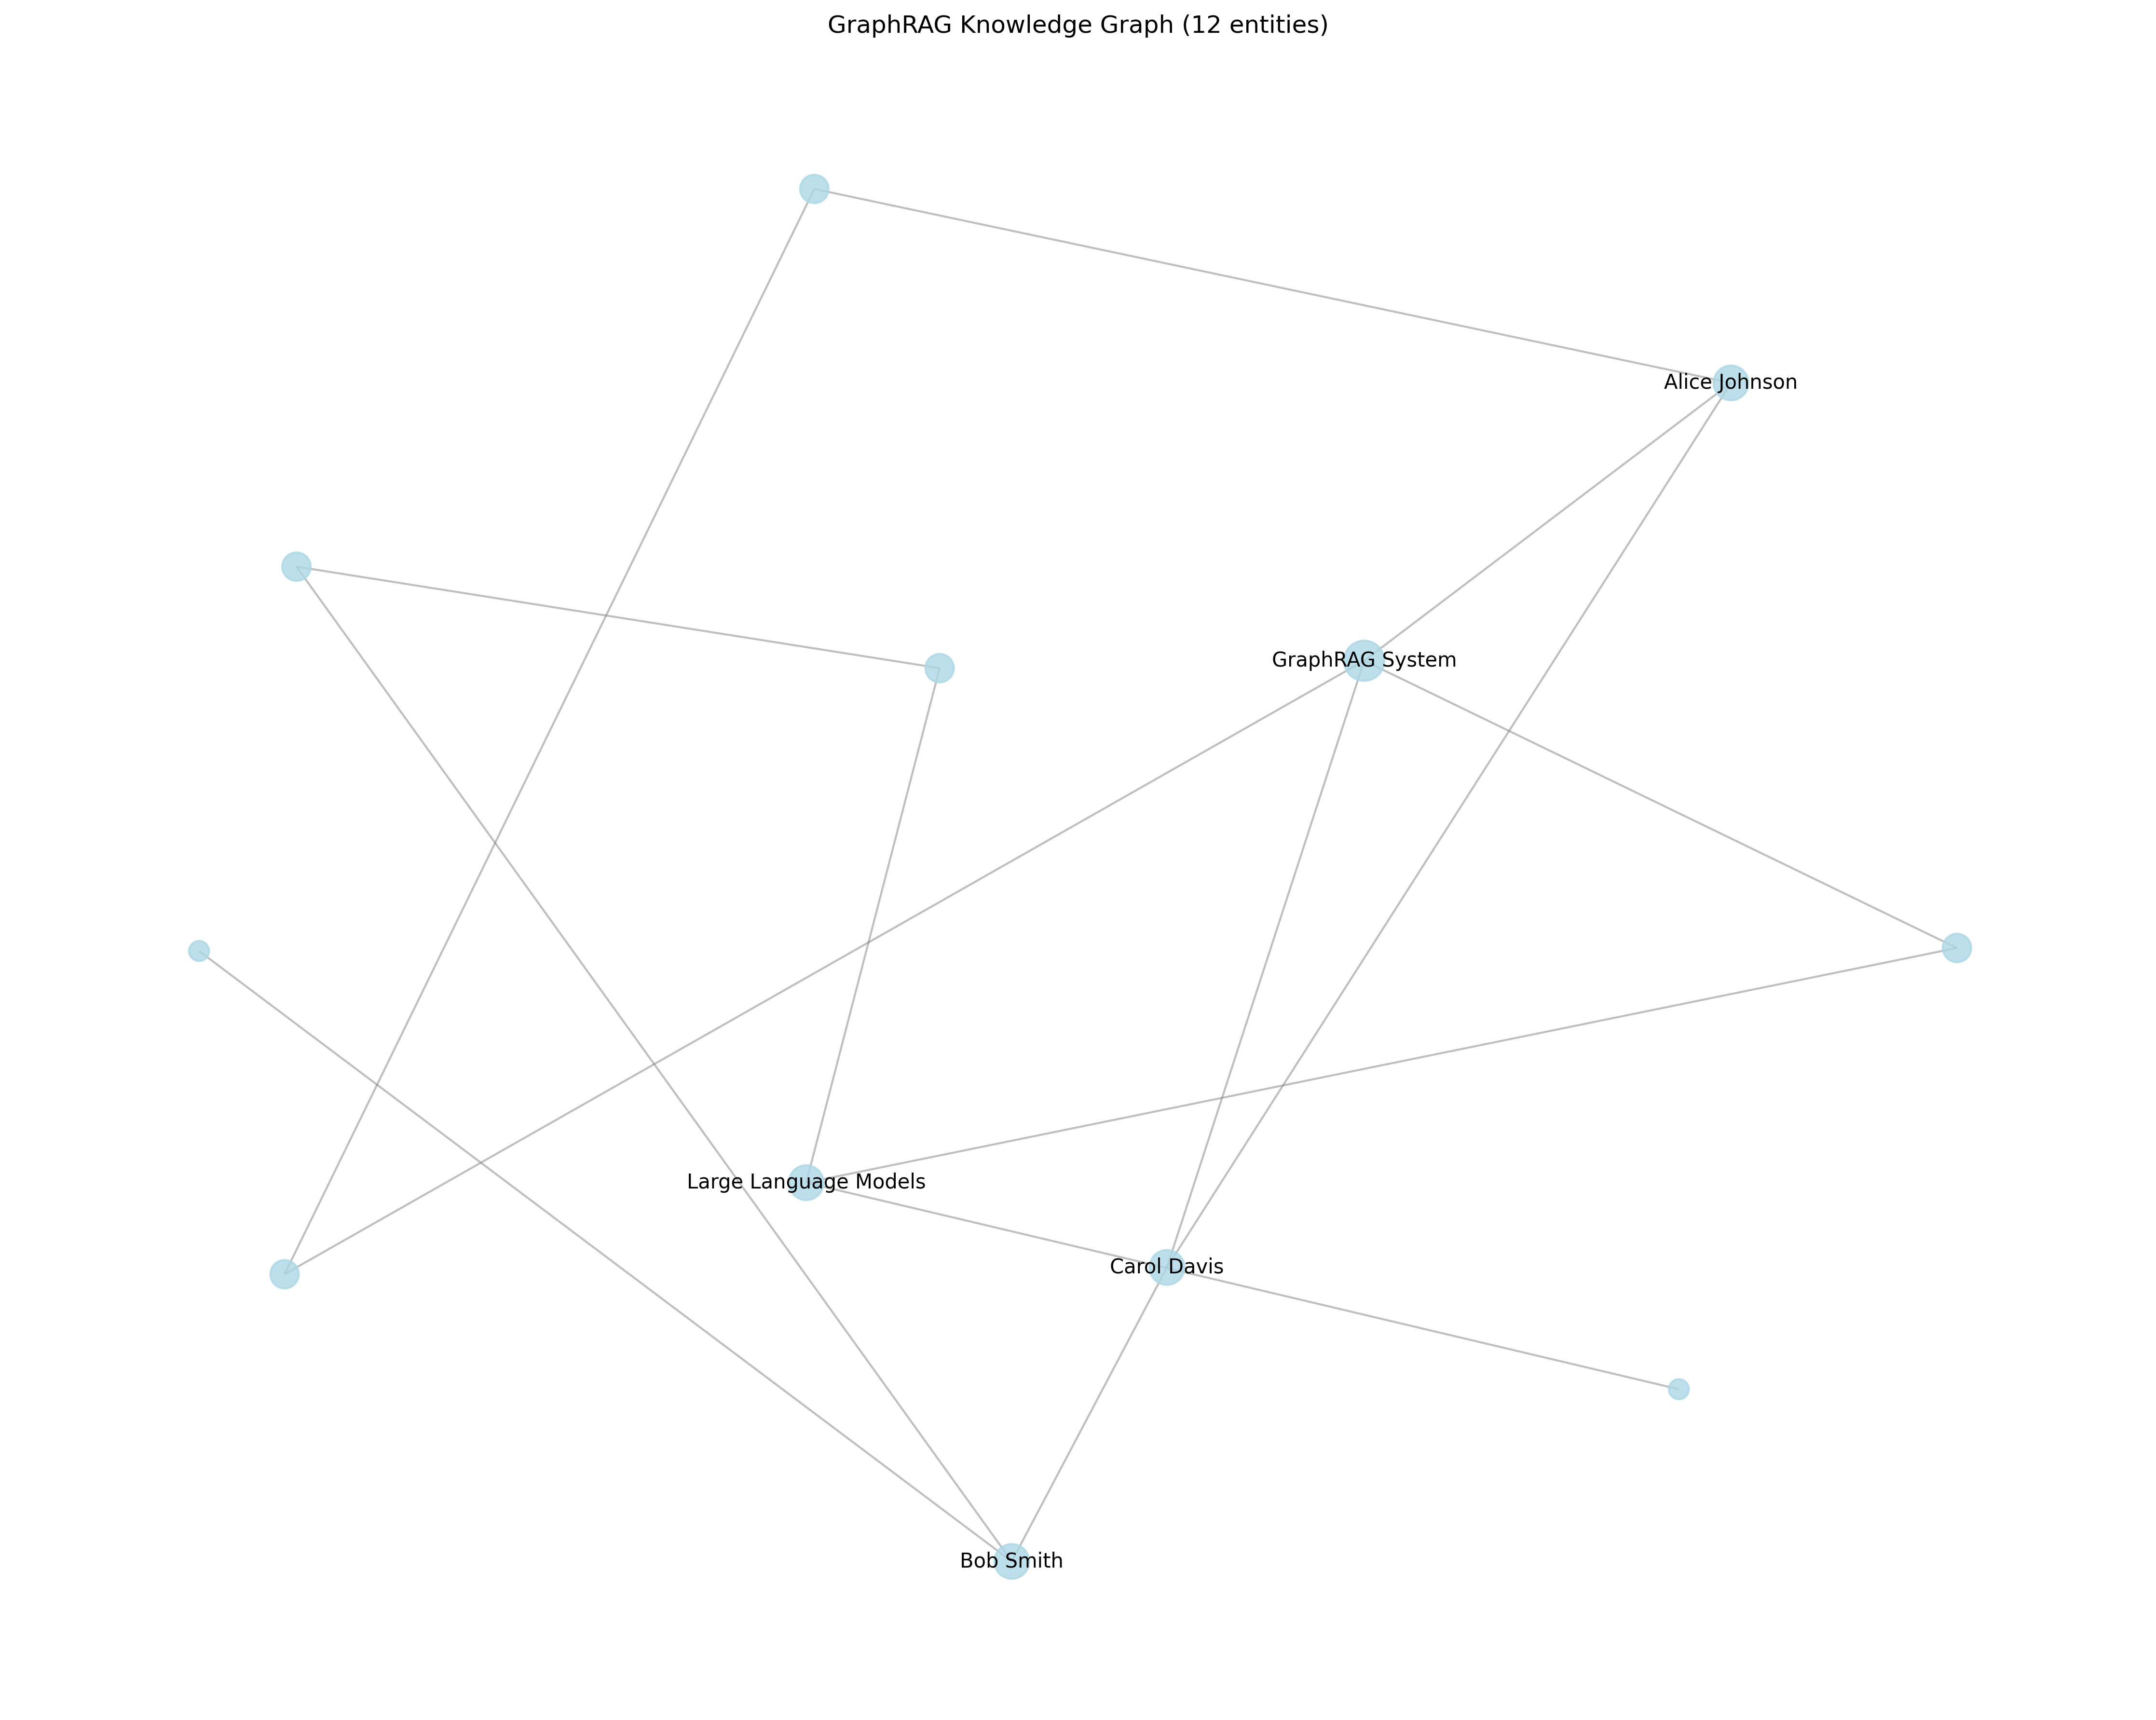 GraphRAG Knowledge Graph (12 entities)
Alice Johnson
GraphRAG System
Large Language Models
Carol Davis
Bob Smith